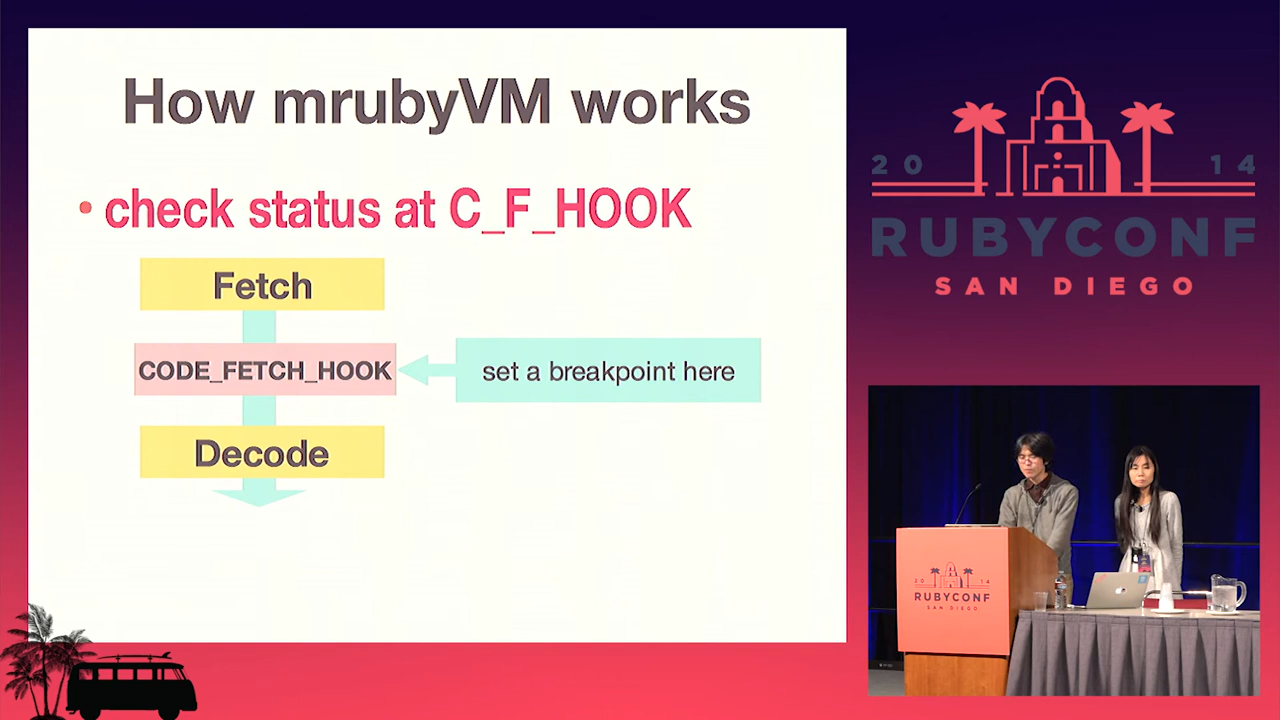 How mrubyVM works
• check status at C_F_HOOK
Fetch
CODE_FETCH_HOOK
set a breakpoint here
Decode
20 14
RUBYCONF
SAN DIEGO
20 14
RUBYCONF
SAN DIEGO